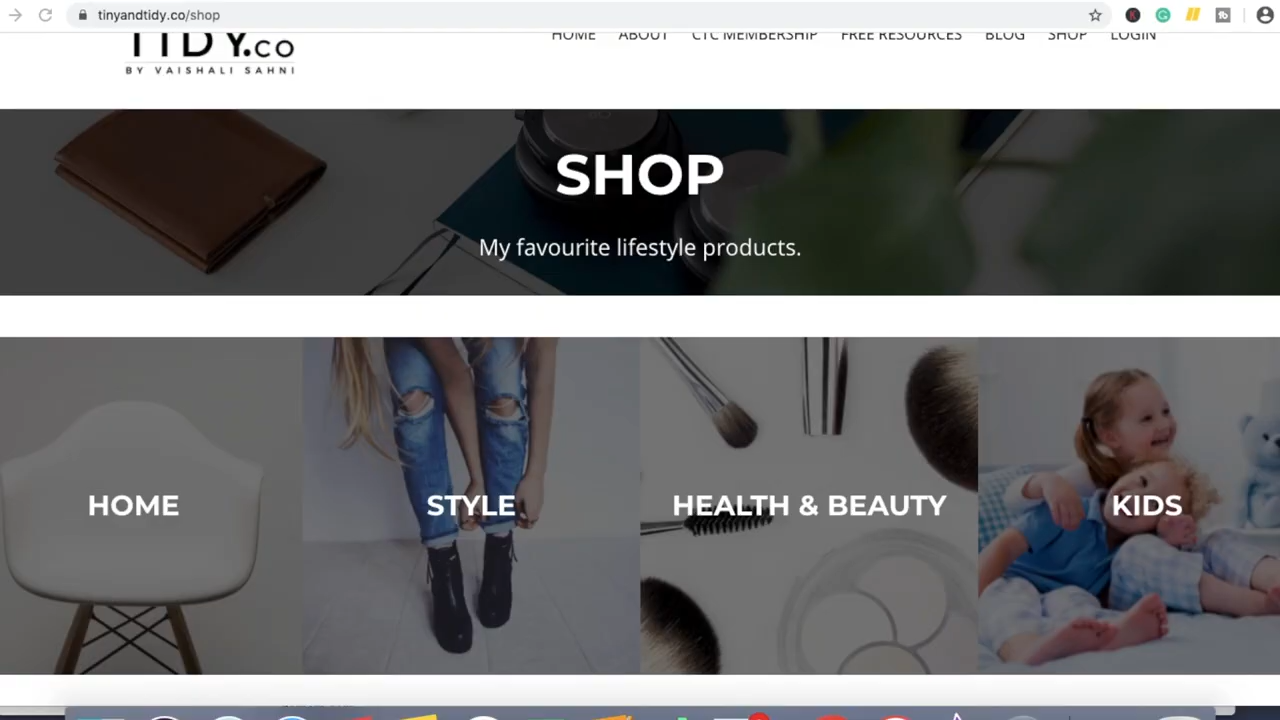 tinyandtidy.co/shop
TIDY.co
BY VAISHALI SAHNI
HOME ABOUT CTC MEMBERSHIP FREE RESOURCES BLOG SHOP LOGIN
SHOP
My favourite lifestyle products.
HOME STYLE HEALTH & BEAUTY KIDS